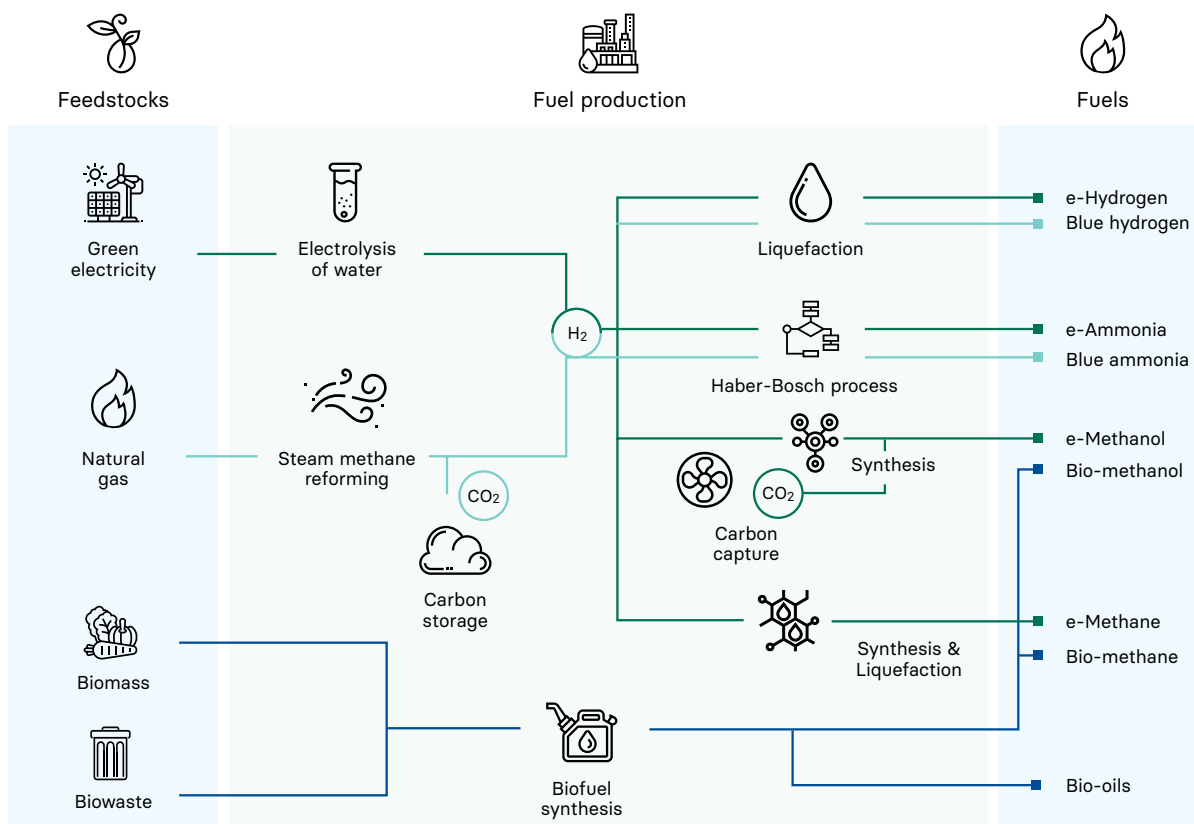 Feedstocks
Fuel production
Fuels
Green
electricity
Electrolysis
of water
Liquefaction
e-Hydrogen
Blue hydrogen
H₂
Haber-Bosch process
e-Ammonia
Blue ammonia
Natural
gas
Steam methane
reforming
CO₂
Carbon
storage
Synthesis
CO₂
Carbon
capture
e-Methanol
Bio-methanol
Synthesis &
Liquefaction
e-Methane
Bio-methane
Biomass
Biowaste
Biofuel
synthesis
Bio-oils